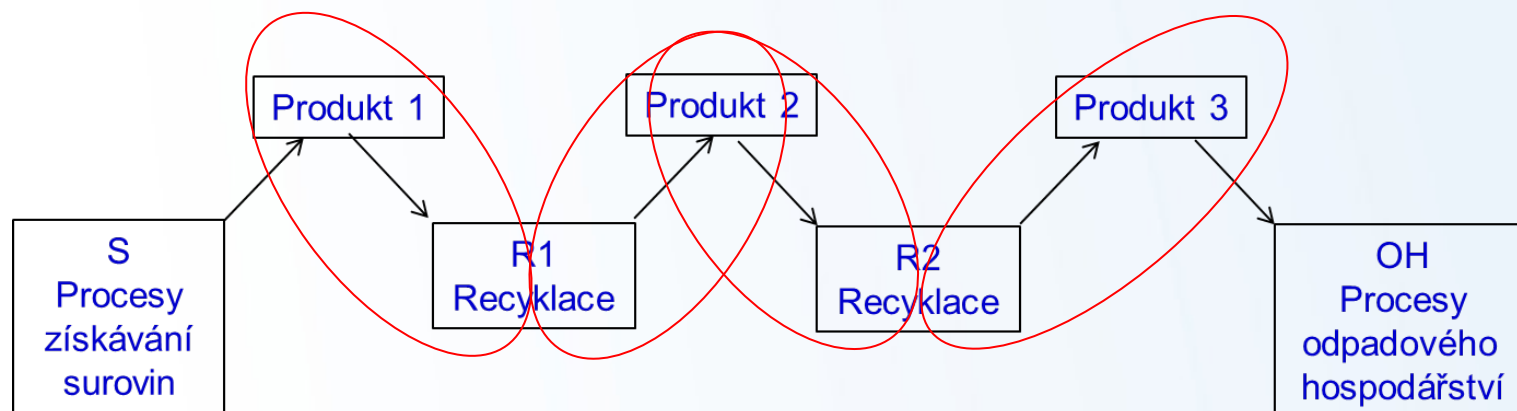 Produkt 1
Produkt 2
Produkt 3
S
Procesy
získávání
surovin
R1
Recyklace
R2
Recyklace
OH
Procesy
odpadového
hospodářství